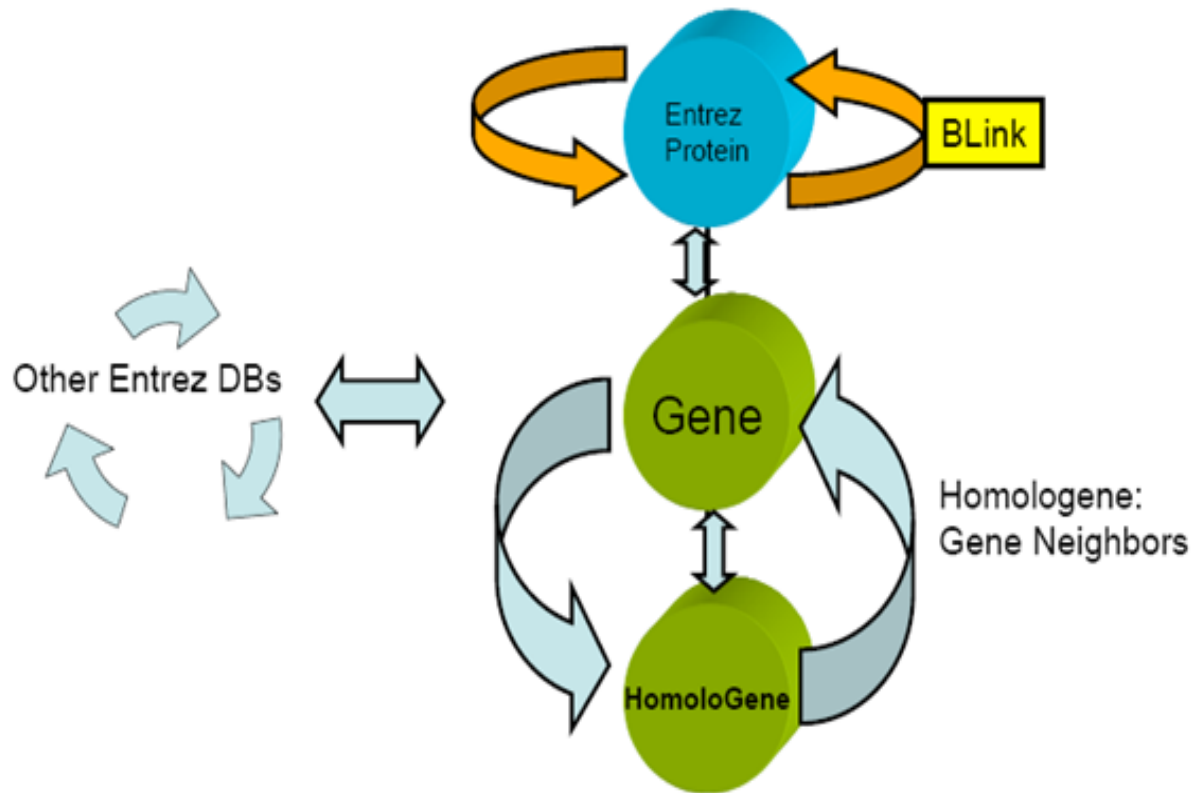 Entrez
Protein
BLink
Other Entrez DBs
Gene
Homologene:
Gene Neighbors
HomoloGene